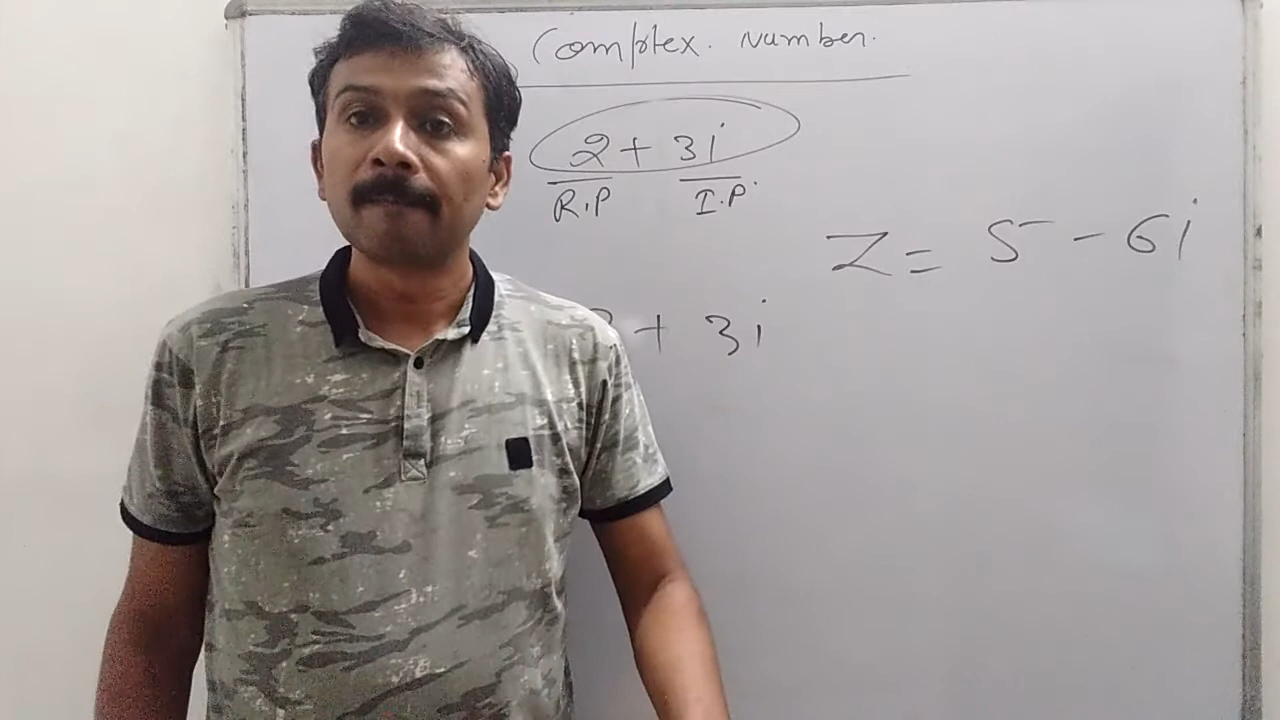 Complex. Number.
2 + 3i
R.P I.P.
Z = 5 - 6i
+ 3i